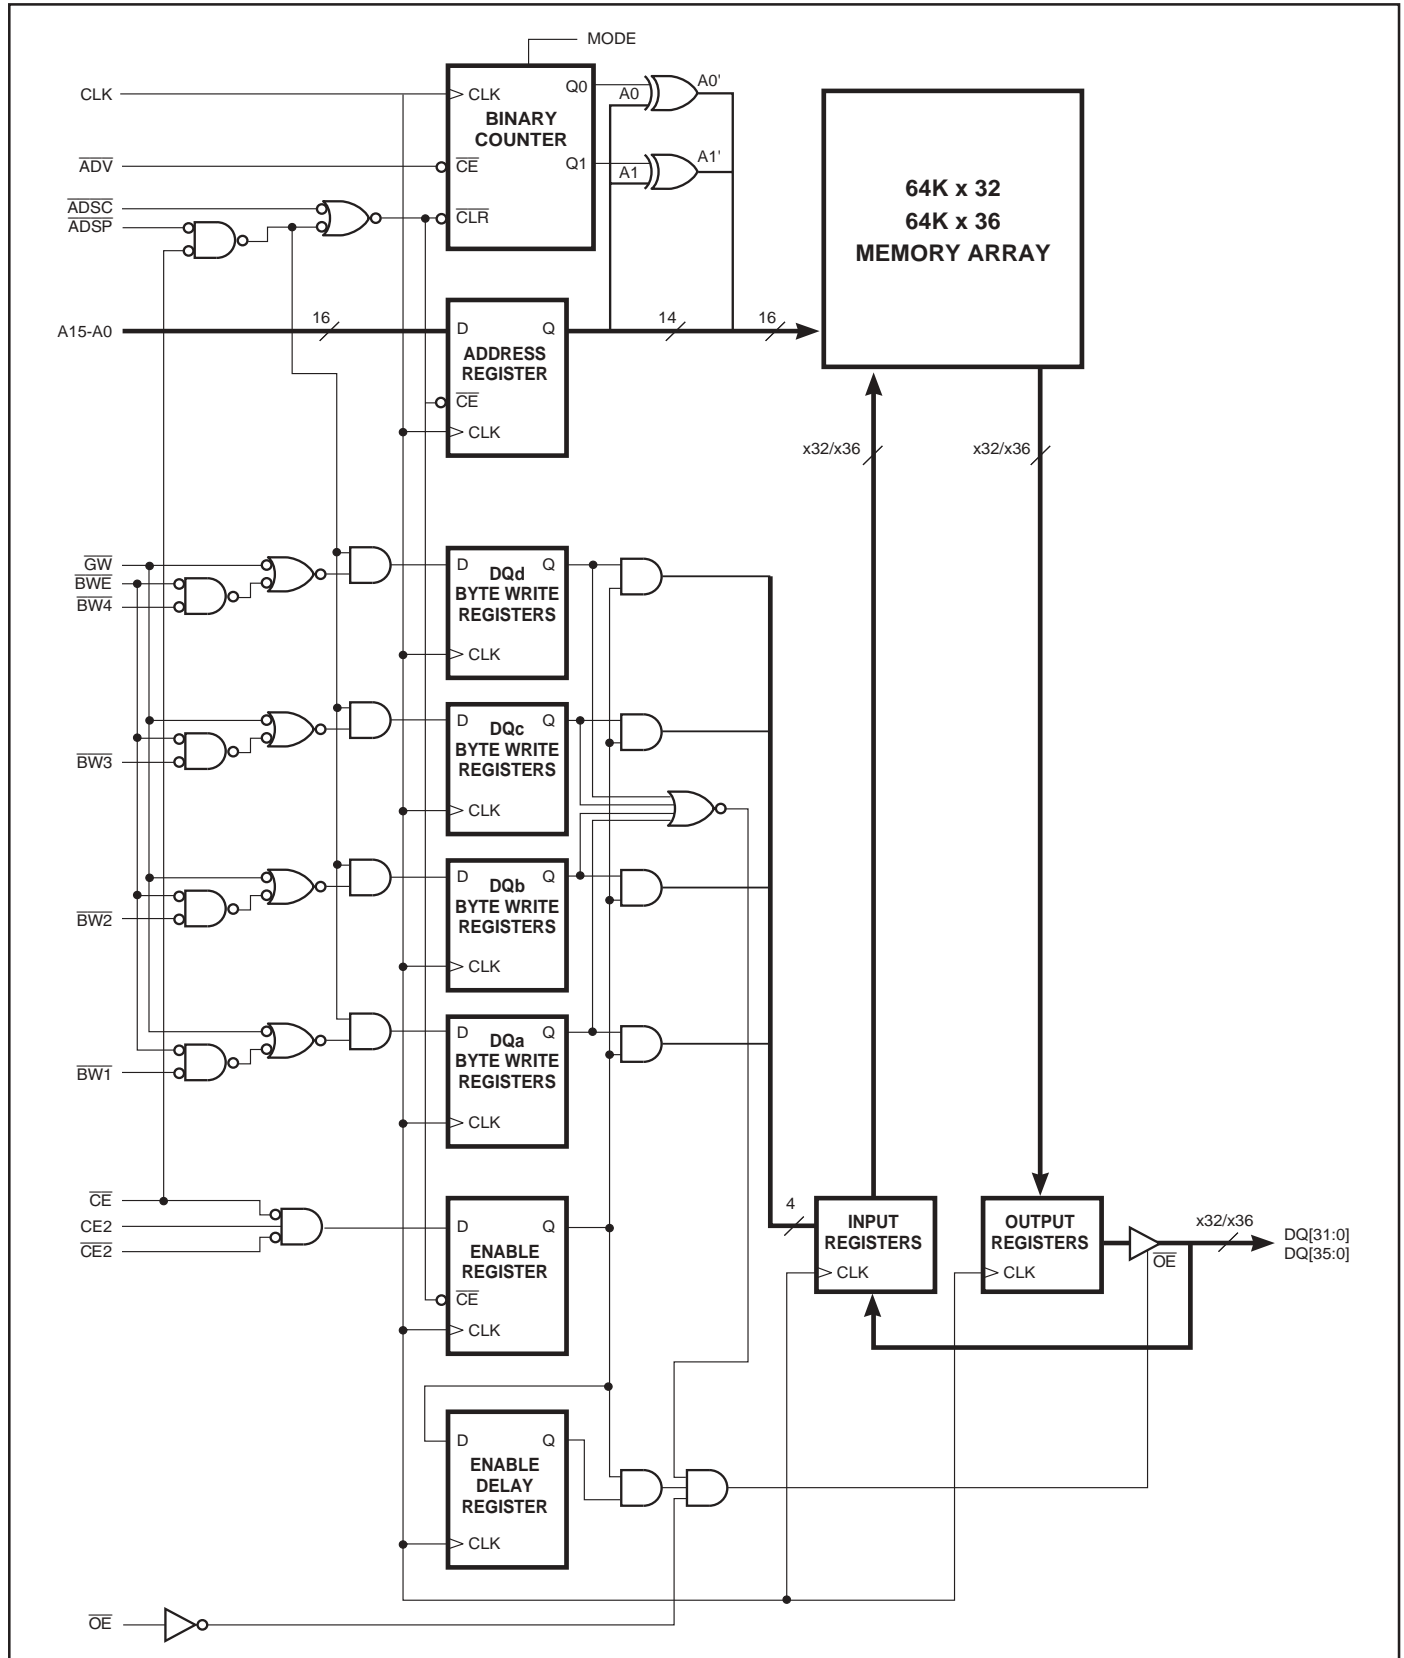 MODE
CLK
CLK
Q0
A0
A0'
BINARY
COUNTER
ADV
CE
Q1
A1
A1'
64K x 32
64K x 36
MEMORY ARRAY
ADSC
ADSP
CLR
A15-A0
16
D
Q
14
16
ADDRESS
REGISTER
CE
CLK
x32/x36
x32/x36
GW
BWE
BW4
D
Q
DQd
BYTE WRITE
REGISTERS
CLK
BW3
D
Q
DQc
BYTE WRITE
REGISTERS
CLK
BW2
D
Q
DQb
BYTE WRITE
REGISTERS
CLK
BW1
D
Q
DQa
BYTE WRITE
REGISTERS
CLK
CE
CE2
CE2
D
Q
ENABLE
REGISTER
CE
CLK
4
INPUT
REGISTERS
CLK
OUTPUT
REGISTERS
CLK
x32/x36
OE
DQ[31:0]
DQ[35:0]
D
Q
ENABLE
DELAY
REGISTER
CLK
OE